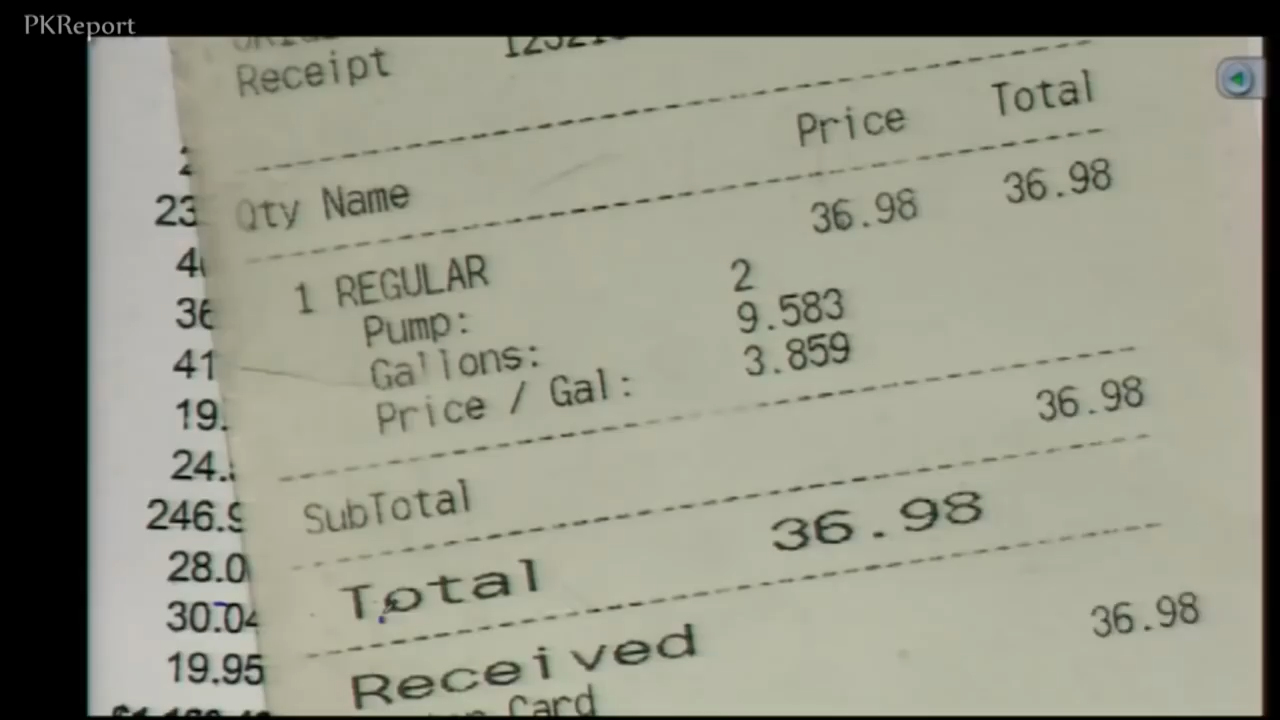 PKReport
Receipt
Price Total
Qty Name
1 REGULAR 36.98 36.98
Pump: 2
Gallons: 9.583
Price / Gal: 3.859
SubTotal 36.98
Total 36.98
Received 36.98
Card
23
36
41
19.
24.
246.9
28.0
30.04
19.95